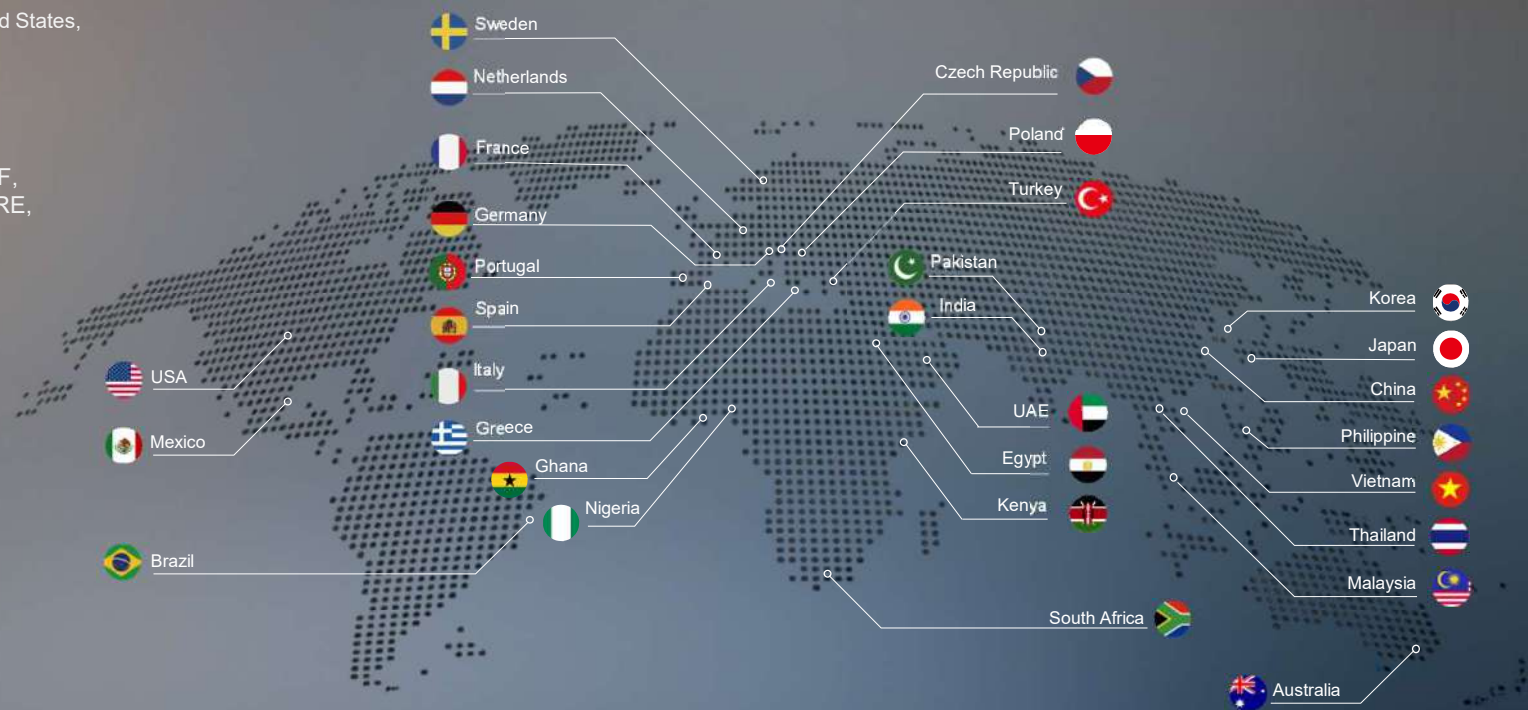 d States,
F,
RE,
Sweden
Netherlands
France
Germany
Portugal
Spain
Italy
Greece
Ghana
Nigeria
USA
Mexico
Brazil
Czech Republic
Poland
Turkey
Pakistan
India
UAE
Egypt
Kenya
South Africa
Korea
Japan
China
Philippine
Vietnam
Thailand
Malaysia
Australia